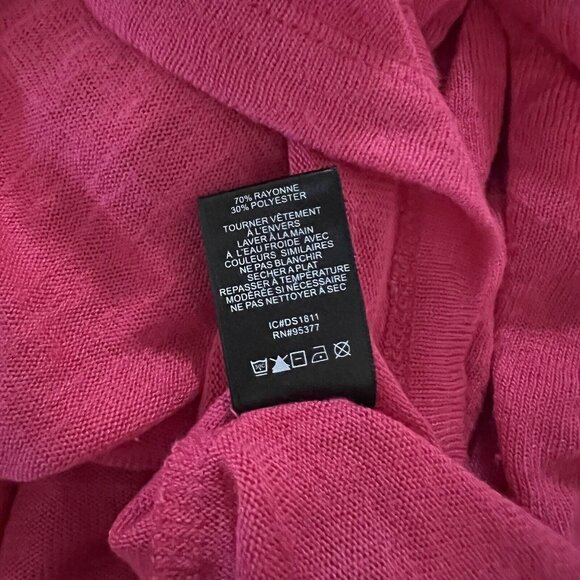 70% RAYONNE
30% POLYESTER
TOURNER VÊTEMENT
À L'ENVERS
LAVER À LA MAIN
À L'EAU FROIDE AVEC
COULEURS SIMILAIRES
NE PAS BLANCHIR
SECHER A PLAT
REPASSER À TEMPÉRATURE
MODÉRÉE SI NÉCESSAIRE
NE PAS NETTOYER À SEC
IC#DS1811
RN#95377